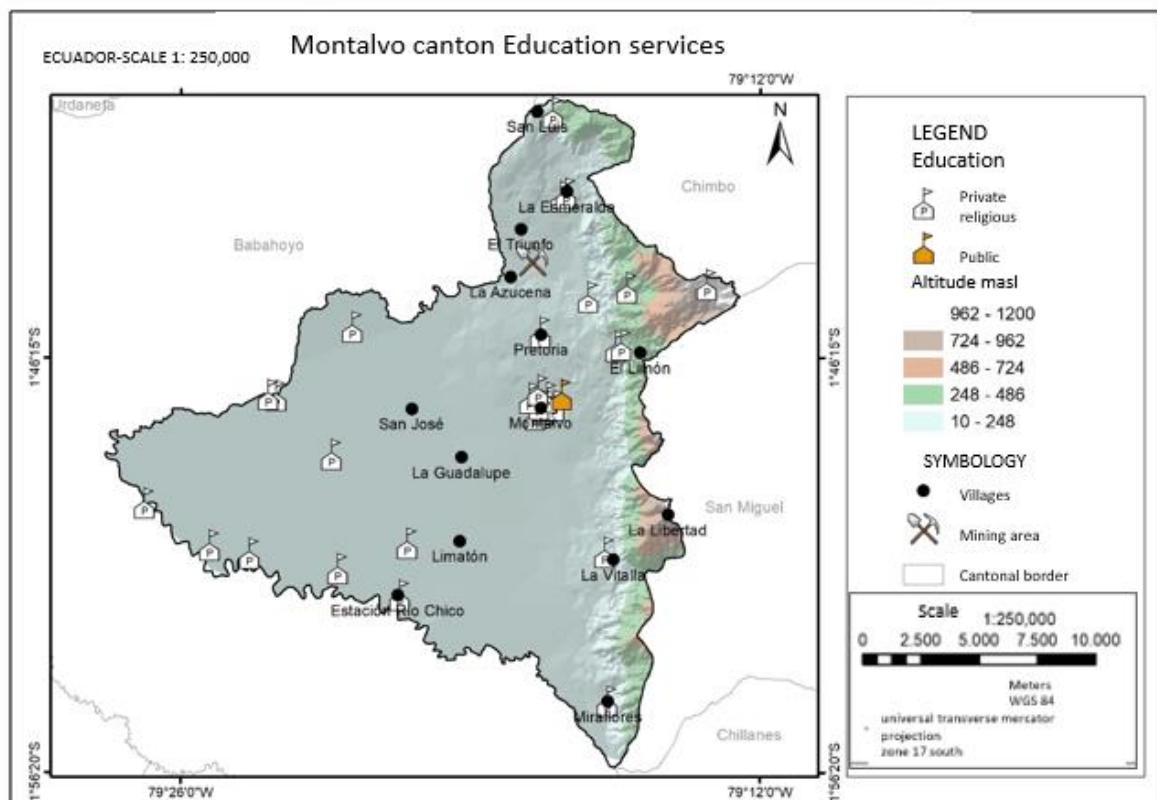 Montalvo canton Education services
ECUADOR-SCALE 1: 250,000
79°12'0"W
Urdaneta
N
San Luis
Chimbo
La Esmeralda
Babahoyo
El Triunfo
La Azucena
1°46'15"S
1°46'15"S
Pretoria
El Limón
San José
Montalvo
La Guadalupe
San Miguel
La Libertad
Limatón
La Vitalla
Estación Río Chico
Miraflores
Chillanes
1°56'20"S
1°56'20"S
79°26'0"W
79°12'0"W
79°26'0"W
LEGEND
Education
P
Private
religious
Public
Altitude masl
962 - 1200
724 - 962
486 - 724
248 - 486
10 - 248
SYMBOLOGY
Villages
Mining area
Cantonal border
Scale
1:250,000
0 2.500 5.000 7.500 10.000
Meters
WGS 84
universal transverse mercator
projection
zone 17 south